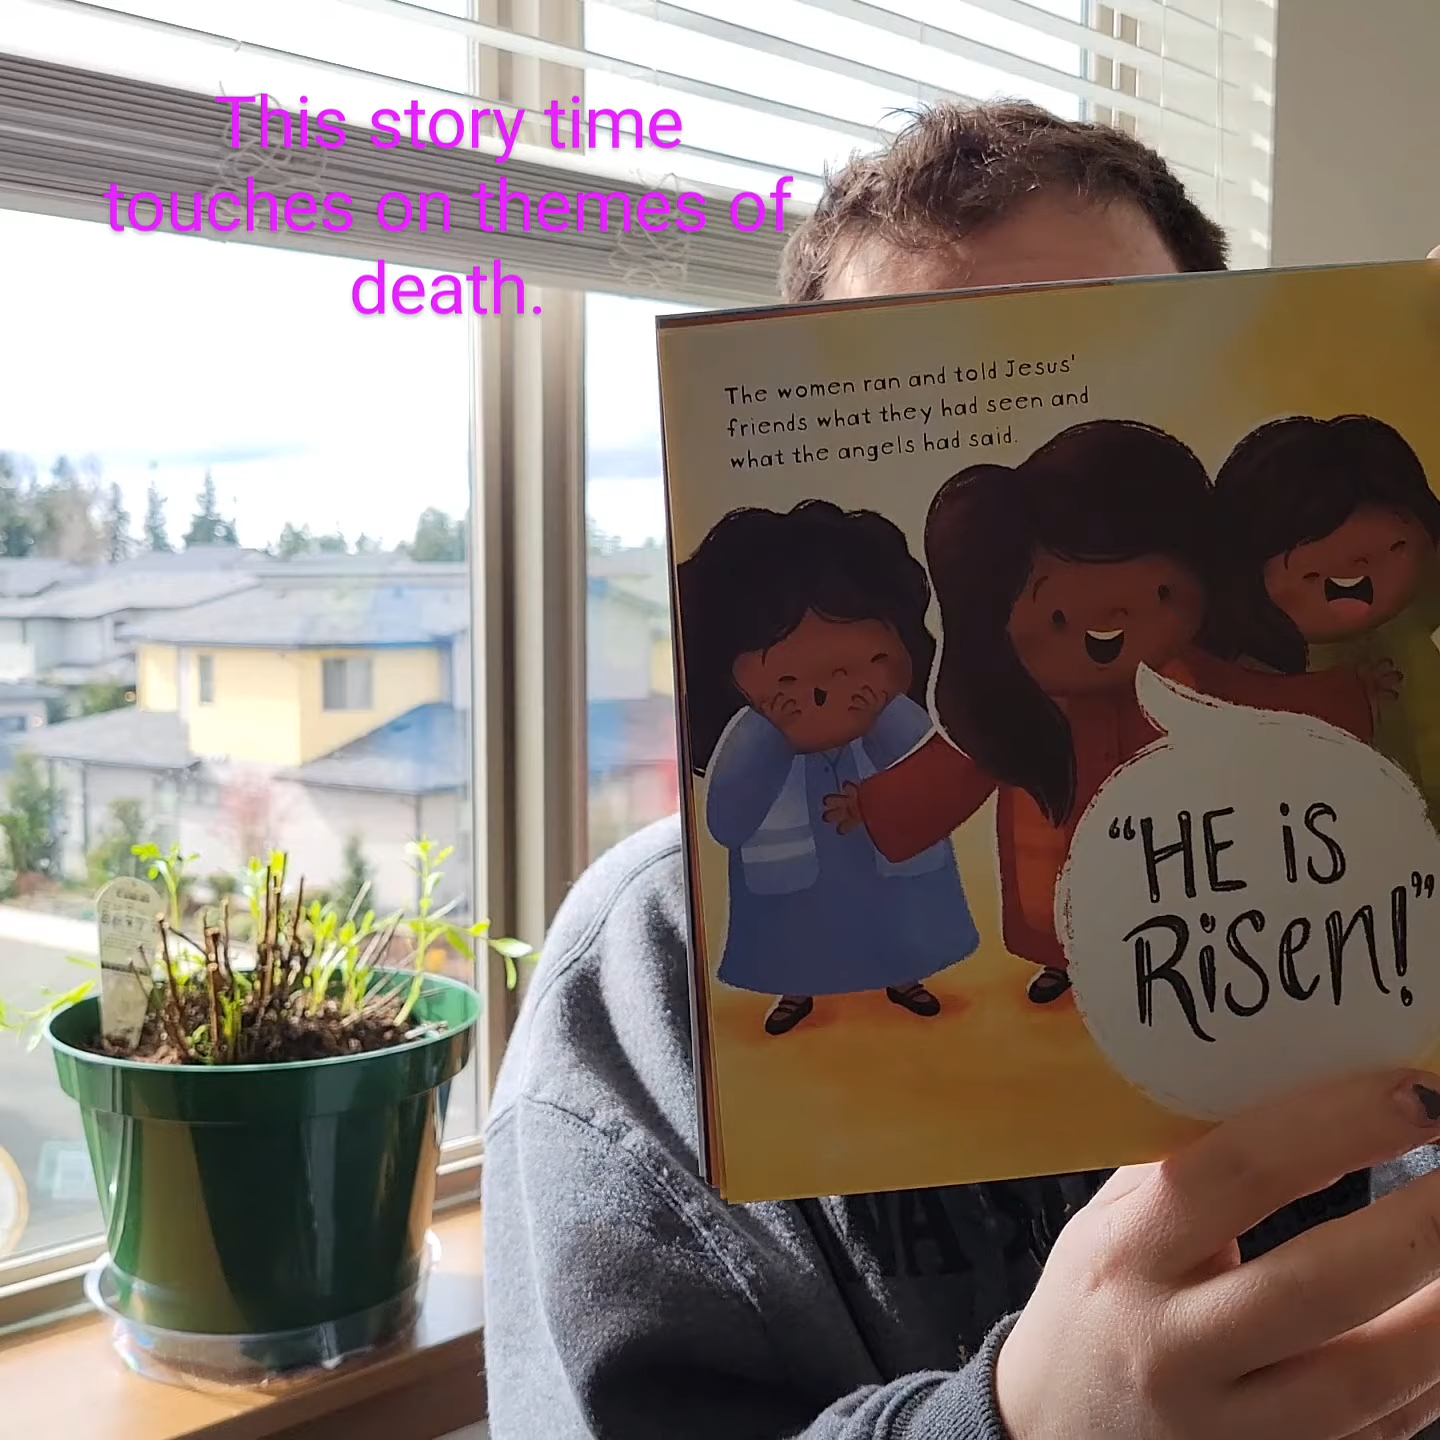 This story time
touches on themes of
death.
The women ran and told Jesus'
friends what they had seen and
what the angels had said.
“HE iS
RiSen!”